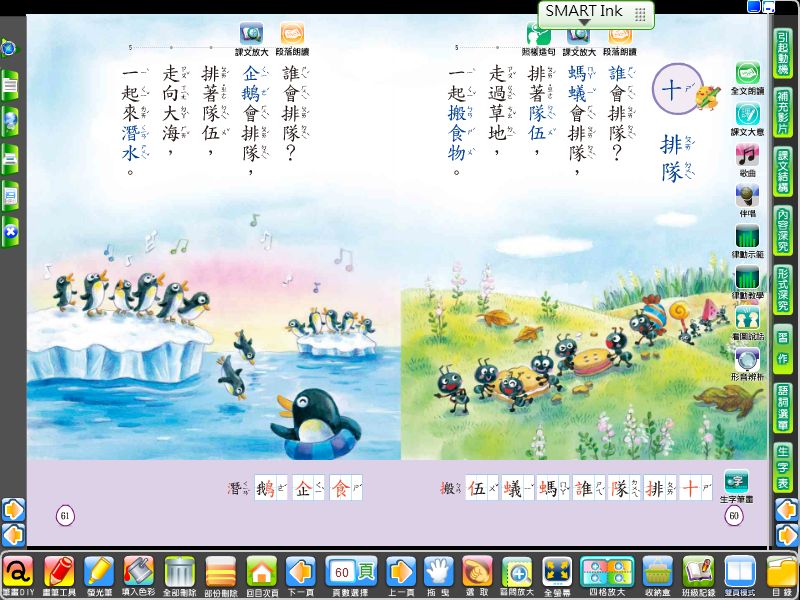 SMART Ink
十
排隊
誰會排隊？
螞蟻會排隊，
排著隊伍，
走過草地，
一起搬食物。
5
照樣造句
課文放大
段落朗讀
誰會排隊？
企鵝會排隊，
排著隊伍，
走向大海，
一起來潛水。
5
課文放大
段落朗讀
全文朗讀
課文大意
歌曲
伴唱
律動示範
律動教學
看圖說話
形音辨析
生字筆畫
引起動機
補充影片
課文結構
內容深究
形式深究
習作
語詞選單
生字表
十排隊誰螞蟻伍搬
食企鵝潛
60
61
筆畫DIY
畫筆工具
螢光筆
填入色彩
全部刪除
部份刪除
回目次頁
下一頁
60 頁
頁數選擇
上一頁
拖曳
選取
區間放大
全螢幕
四格放大
收納盒
班級記錄
雙頁模式
目錄